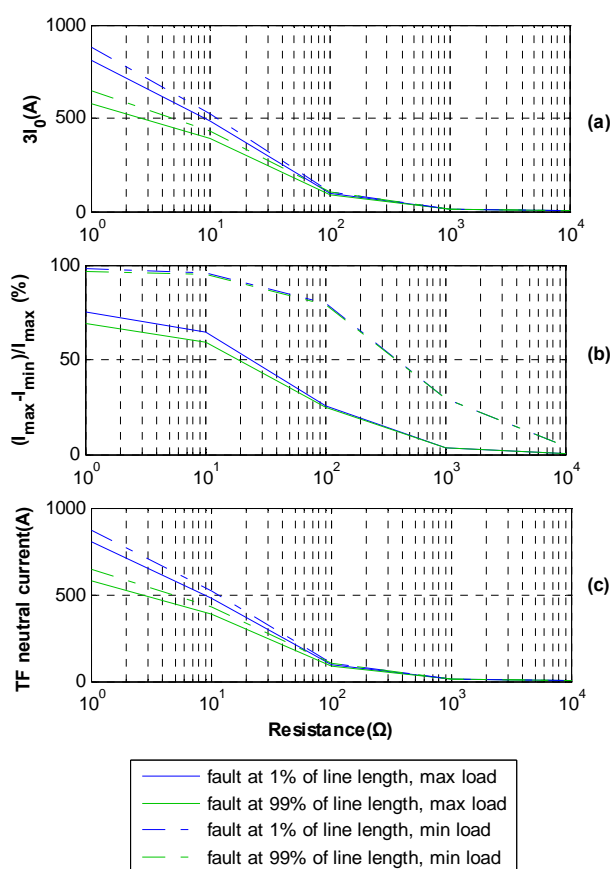 1000
500
0
3I0(A)
10^0 10^1 10^2 10^3 10^4
(a)
100
50
0
(Imax-Imin)/Imax (%)
10^0 10^1 10^2 10^3 10^4
(b)
1000
500
0
TF neutral current(A)
10^0 10^1 10^2 10^3 10^4
(c)
Resistance(Ω)
fault at 1% of line length, max load
fault at 99% of line length, max load
fault at 1% of line length, min load
fault at 99% of line length, min load